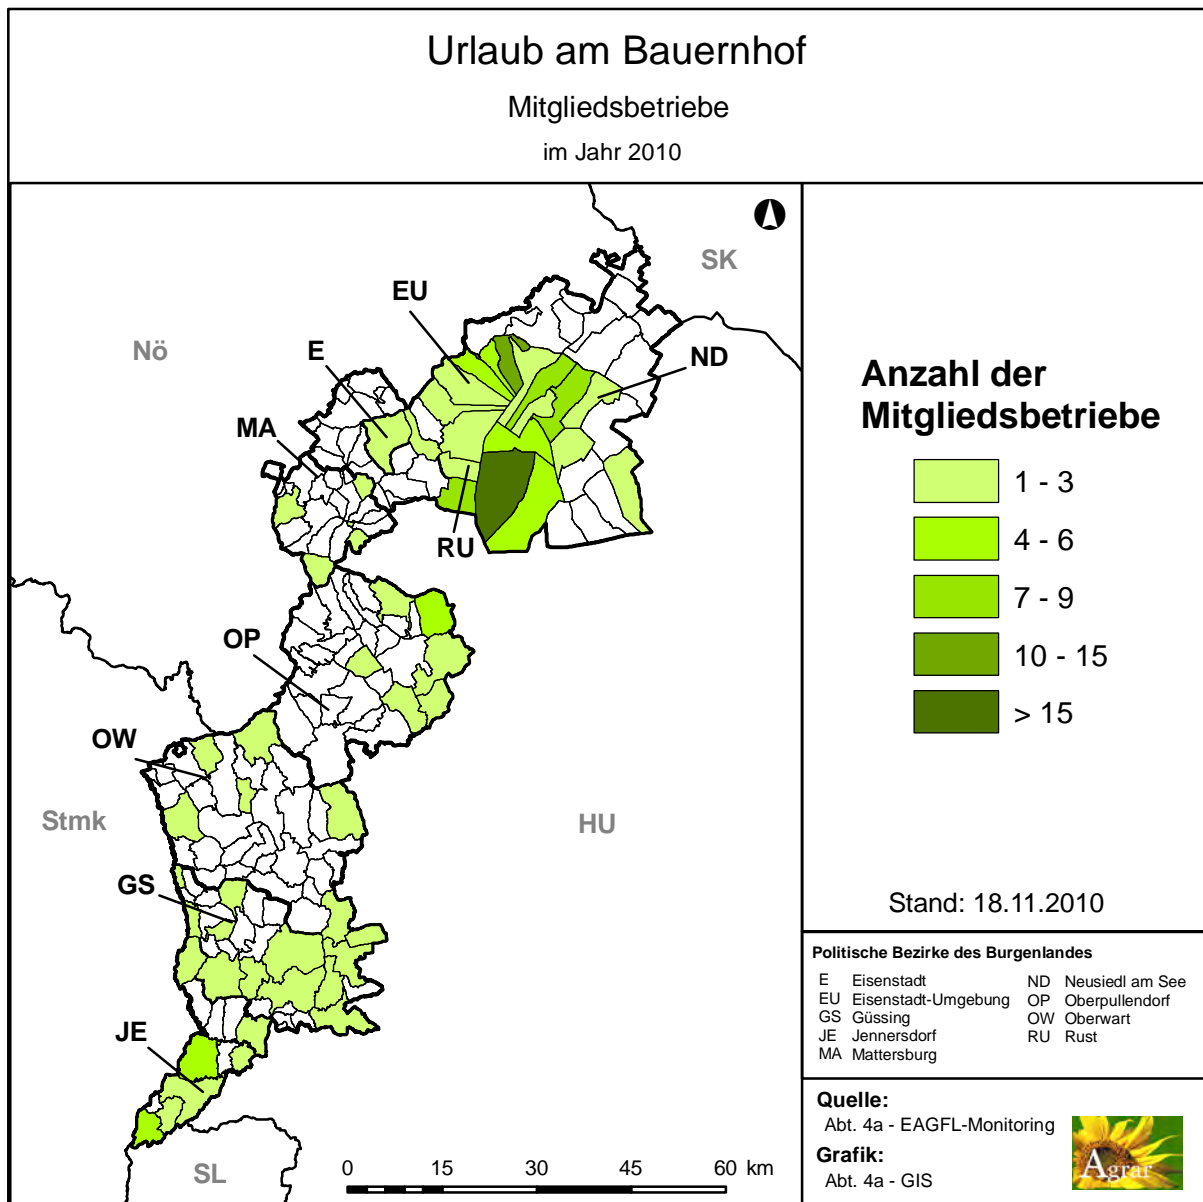 Urlaub am Bauernhof
Mitgliedsbetriebe
im Jahr 2010
SK
EU
Nö
E
ND
MA
RU
OP
OW
Stmk
HU
GS
JE
SL
0 15 30 45 60 km
Anzahl der
Mitgliedsbetriebe
1 - 3
4 - 6
7 - 9
10 - 15
> 15
Stand: 18.11.2010
Politische Bezirke des Burgenlandes
E Eisenstadt
EU Eisenstadt-Umgebung
GS Güssing
JE Jennersdorf
MA Mattersburg
ND Neusiedl am See
OP Oberpullendorf
OW Oberwart
RU Rust
Quelle:
Abt. 4a - EAGFL-Monitoring
Grafik:
Abt. 4a - GIS
Agrar